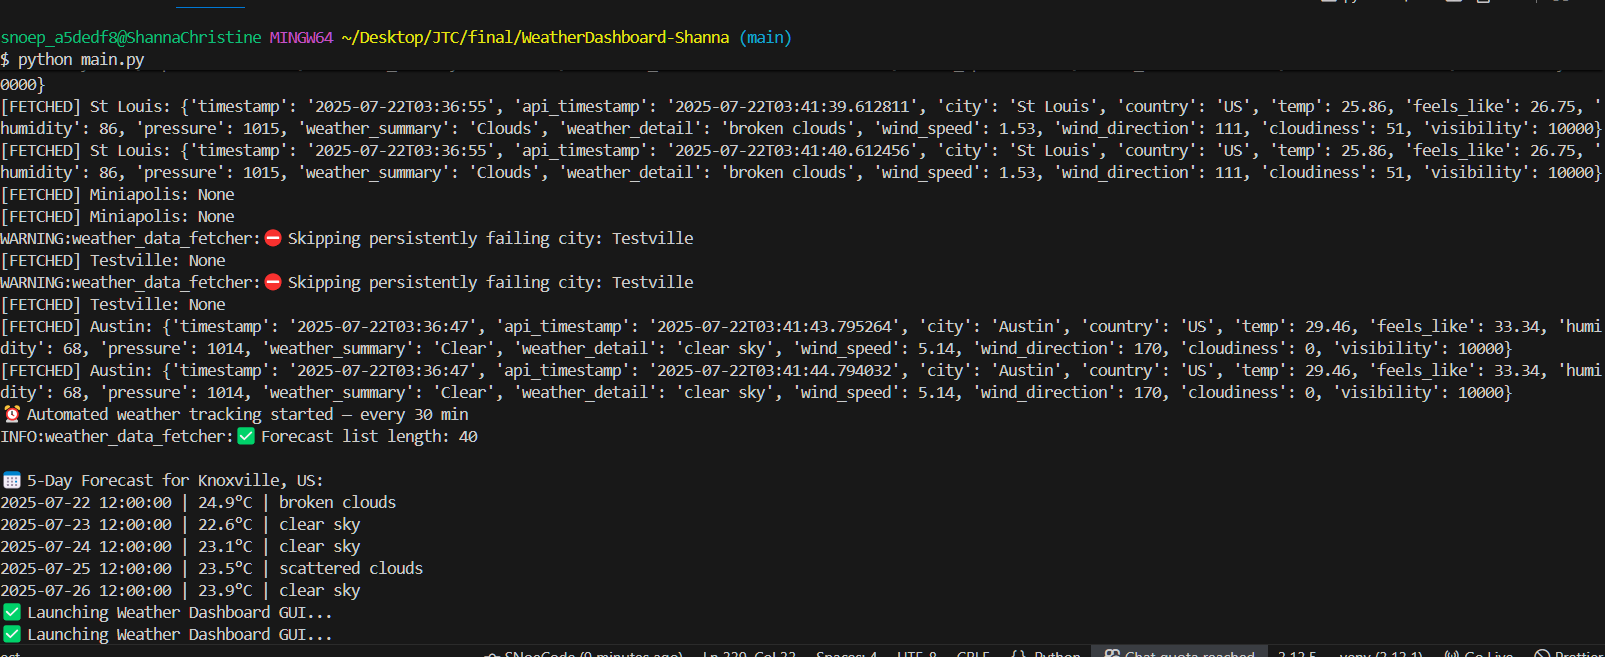 snoep_a5dedf8@ShannaChristine MINGW64 ~/Desktop/JTC/final/WeatherDashboard-Shanna (main)
$ python main.py
0000}
[FETCHED] St Louis: {'timestamp': '2025-07-22T03:36:55', 'api_timestamp': '2025-07-22T03:41:39.612811', 'city': 'St Louis', 'country': 'US', 'temp': 25.86, 'feels_like': 26.75, '
humidity': 86, 'pressure': 1015, 'weather_summary': 'Clouds', 'weather_detail': 'broken clouds', 'wind_speed': 1.53, 'wind_direction': 111, 'cloudiness': 51, 'visibility': 10000}
[FETCHED] St Louis: {'timestamp': '2025-07-22T03:36:55', 'api_timestamp': '2025-07-22T03:41:40.612456', 'city': 'St Louis', 'country': 'US', 'temp': 25.86, 'feels_like': 26.75, '
humidity': 86, 'pressure': 1015, 'weather_summary': 'Clouds', 'weather_detail': 'broken clouds', 'wind_speed': 1.53, 'wind_direction': 111, 'cloudiness': 51, 'visibility': 10000}
[FETCHED] Miniapolis: None
[FETCHED] Miniapolis: None
WARNING:weather_data_fetcher:⛔ Skipping persistently failing city: Testville
[FETCHED] Testville: None
WARNING:weather_data_fetcher:⛔ Skipping persistently failing city: Testville
[FETCHED] Testville: None
[FETCHED] Austin: {'timestamp': '2025-07-22T03:36:47', 'api_timestamp': '2025-07-22T03:41:43.795264', 'city': 'Austin', 'country': 'US', 'temp': 29.46, 'feels_like': 33.34, 'humi
dity': 68, 'pressure': 1014, 'weather_summary': 'Clear', 'weather_detail': 'clear sky', 'wind_speed': 5.14, 'wind_direction': 170, 'cloudiness': 0, 'visibility': 10000}
[FETCHED] Austin: {'timestamp': '2025-07-22T03:36:47', 'api_timestamp': '2025-07-22T03:41:44.794032', 'city': 'Austin', 'country': 'US', 'temp': 29.46, 'feels_like': 33.34, 'humi
dity': 68, 'pressure': 1014, 'weather_summary': 'Clear', 'weather_detail': 'clear sky', 'wind_speed': 5.14, 'wind_direction': 170, 'cloudiness': 0, 'visibility': 10000}
⏰ Automated weather tracking started — every 30 min
INFO:weather_data_fetcher:✅ Forecast list length: 40
📅 5-Day Forecast for Knoxville, US:
2025-07-22 12:00:00 | 24.9°C | broken clouds
2025-07-23 12:00:00 | 22.6°C | clear sky
2025-07-24 12:00:00 | 23.1°C | clear sky
2025-07-25 12:00:00 | 23.5°C | scattered clouds
2025-07-26 12:00:00 | 23.9°C | clear sky
✅ Launching Weather Dashboard GUI...
✅ Launching Weather Dashboard GUI...
SNoeCode (9 minutes ago) Ln 339, Col 33 Spaces: 4 UTF-8 CRLF {} Python Chat quota reached 3.13.5 Go Live Prettier